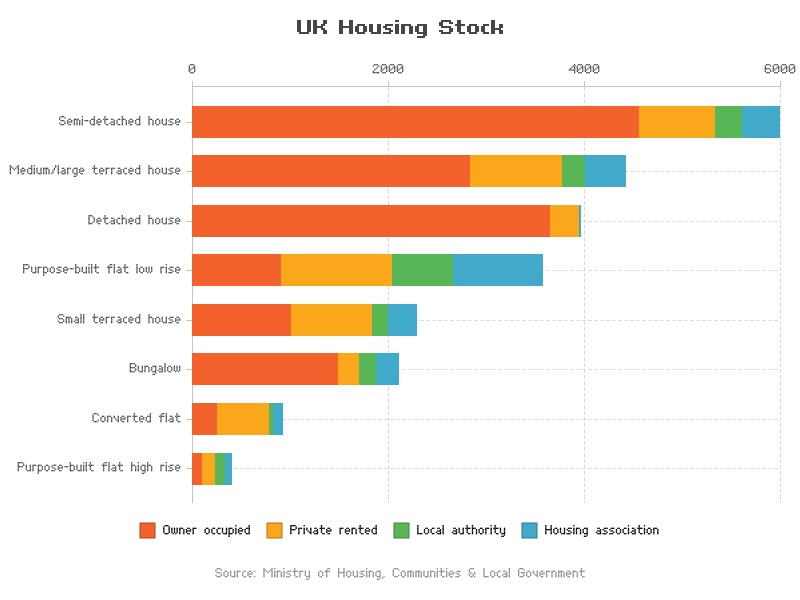 UK Housing Stock
0 2000 4000 6000
Semi-detached house
Medium/large terraced house
Detached house
Purpose-built flat low rise
Small terraced house
Bungalow
Converted flat
Purpose-built flat high rise
Owner occupied Private rented Local authority Housing association
Source: Ministry of Housing, Communities & Local Government